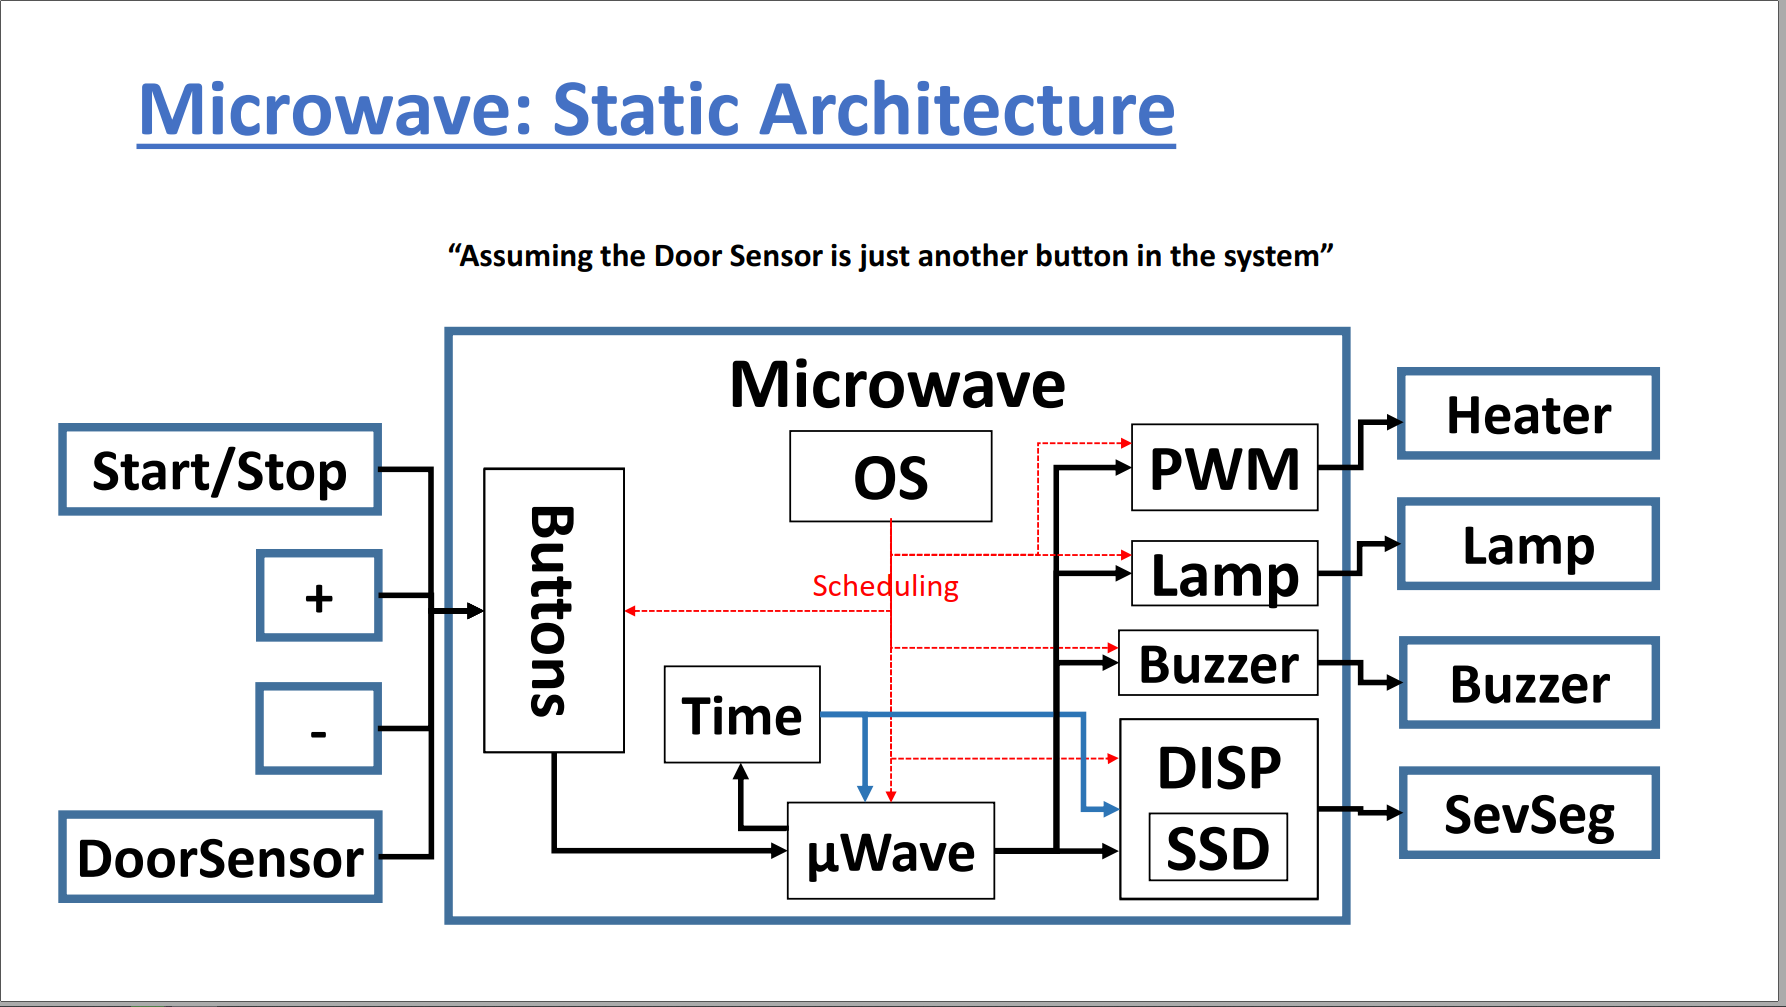 Microwave: Static Architecture
“Assuming the Door Sensor is just another button in the system”
Microwave
Start/Stop
+
-
DoorSensor
Buttons
OS
Scheduling
Time
µWave
PWM
Lamp
Buzzer
DISP
SSD
Heater
Lamp
Buzzer
SevSeg